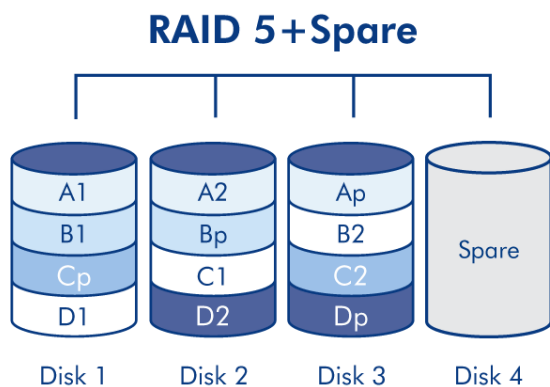 RAID 5+Spare
A1 A2 Ap
B1 Bp B2 Spare
Cp C1 C2
D1 D2 Dp
Disk 1 Disk 2 Disk 3 Disk 4